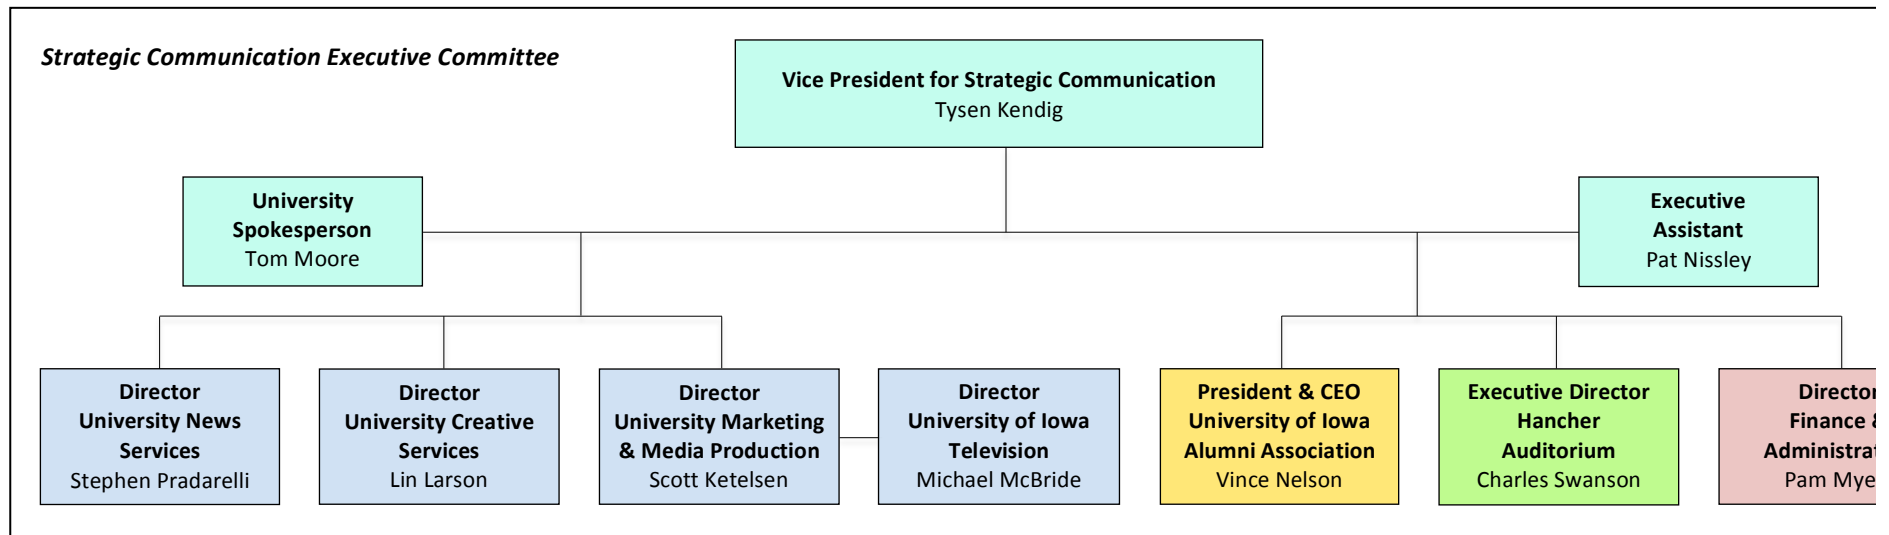 Strategic Communication Executive Committee
Vice President for Strategic Communication
Tysen Kendig
University
Spokesperson
Tom Moore
Executive
Assistant
Pat Nissley
Director
University News
Services
Stephen Pradarelli
Director
University Creative
Services
Lin Larson
Director
University Marketing
& Media Production
Scott Ketelsen
Director
University of Iowa
Television
Michael McBride
President & CEO
University of Iowa
Alumni Association
Vince Nelson
Executive Director
Hancher
Auditorium
Charles Swanson
Director
Finance &
Pam